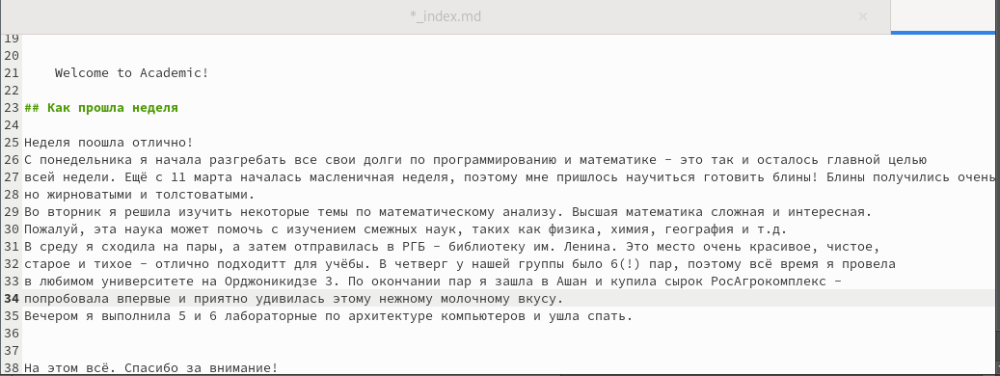 *_index.md ×
19
20
21 Welcome to Academic!
22
23 ## Как прошла неделя
24
25 Неделя поошла отлично!
26 С понедельника я начала разгребать все свои долги по программированию и математике - это так и осталось главной целью
27 всей недели. Ещё с 11 марта началась масленичная неделя, поэтому мне пришлось научиться готовить блины! Блины получились очень
28 но жирноватыми и толстоватыми.
29 Во вторник я решила изучить некоторые темы по математическому анализу. Высшая математика сложная и интересная.
30 Пожалуй, эта наука может помочь с изучением смежных наук, таких как физика, химия, география и т.д.
31 В среду я сходила на пары, а затем отправилась в РГБ - библиотеку им. Ленина. Это место очень красивое, чистое,
32 старое и тихое - отлично подходитт для учёбы. В четверг у нашей группы было 6(!) пар, поэтому всё время я провела
33 в любимом университете на Орджоникидзе 3. По окончании пар я зашла в Ашан и купила сырок РосАгрокомплекс -
34 попробовала впервые и приятно удивилась этому нежному молочному вкусу.
35 Вечером я выполнила 5 и 6 лабораторные по архитектуре компьютеров и ушла спать.
36
37
38 На этом всё. Спасибо за внимание!